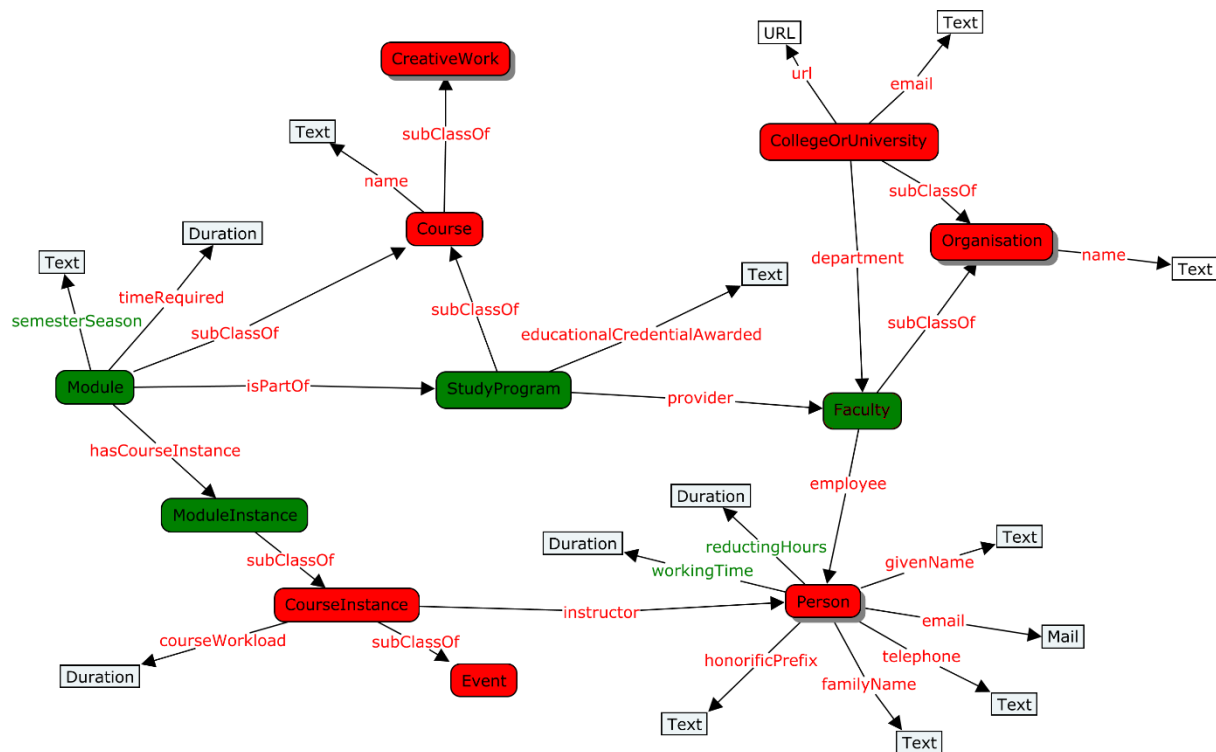 URL
Text
CreativeWork
url
email
Text
subClassOf
CollegeOrUniversity
name
subClassOf
Course
Duration
Organisation
Text
department
name
Text
Text
timeRequired
semesterSeason
subClassOf
subClassOf
educationalCredentialAwarded
subClassOf
Module
isPartOf
StudyProgram
provider
Faculty
hasCourseInstance
employee
Duration
ModuleInstance
Text
Duration
reductingHours
givenName
subClassOf
workingTime
CourseInstance
instructor
Person
email
Mail
courseWorkload
subClassOf
honorificPrefix
telephone
Duration
Event
familyName
Text
Text
Text